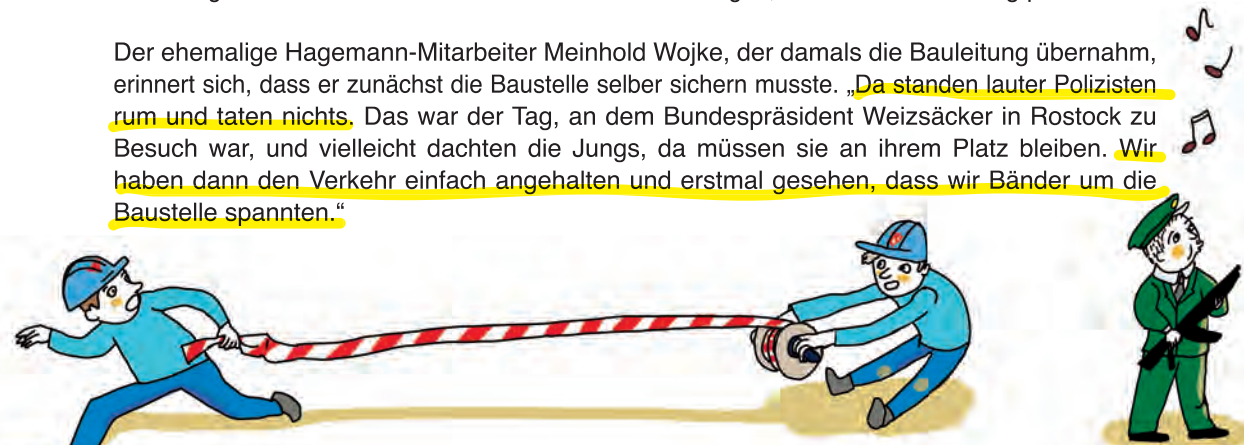 Der ehemalige Hagemann-Mitarbeiter Meinhold Wojke, der damals die Bauleitung übernahm,
erinnert sich, dass er zunächst die Baustelle selber sichern musste. „Da standen lauter Polizisten
rum und taten nichts. Das war der Tag, an dem Bundespräsident Weizsäcker in Rostock zu
Besuch war, und vielleicht dachten die Jungs, da müssen sie an ihrem Platz bleiben. Wir
haben dann den Verkehr einfach angehalten und erstmal gesehen, dass wir Bänder um die
Baustelle spannten.“